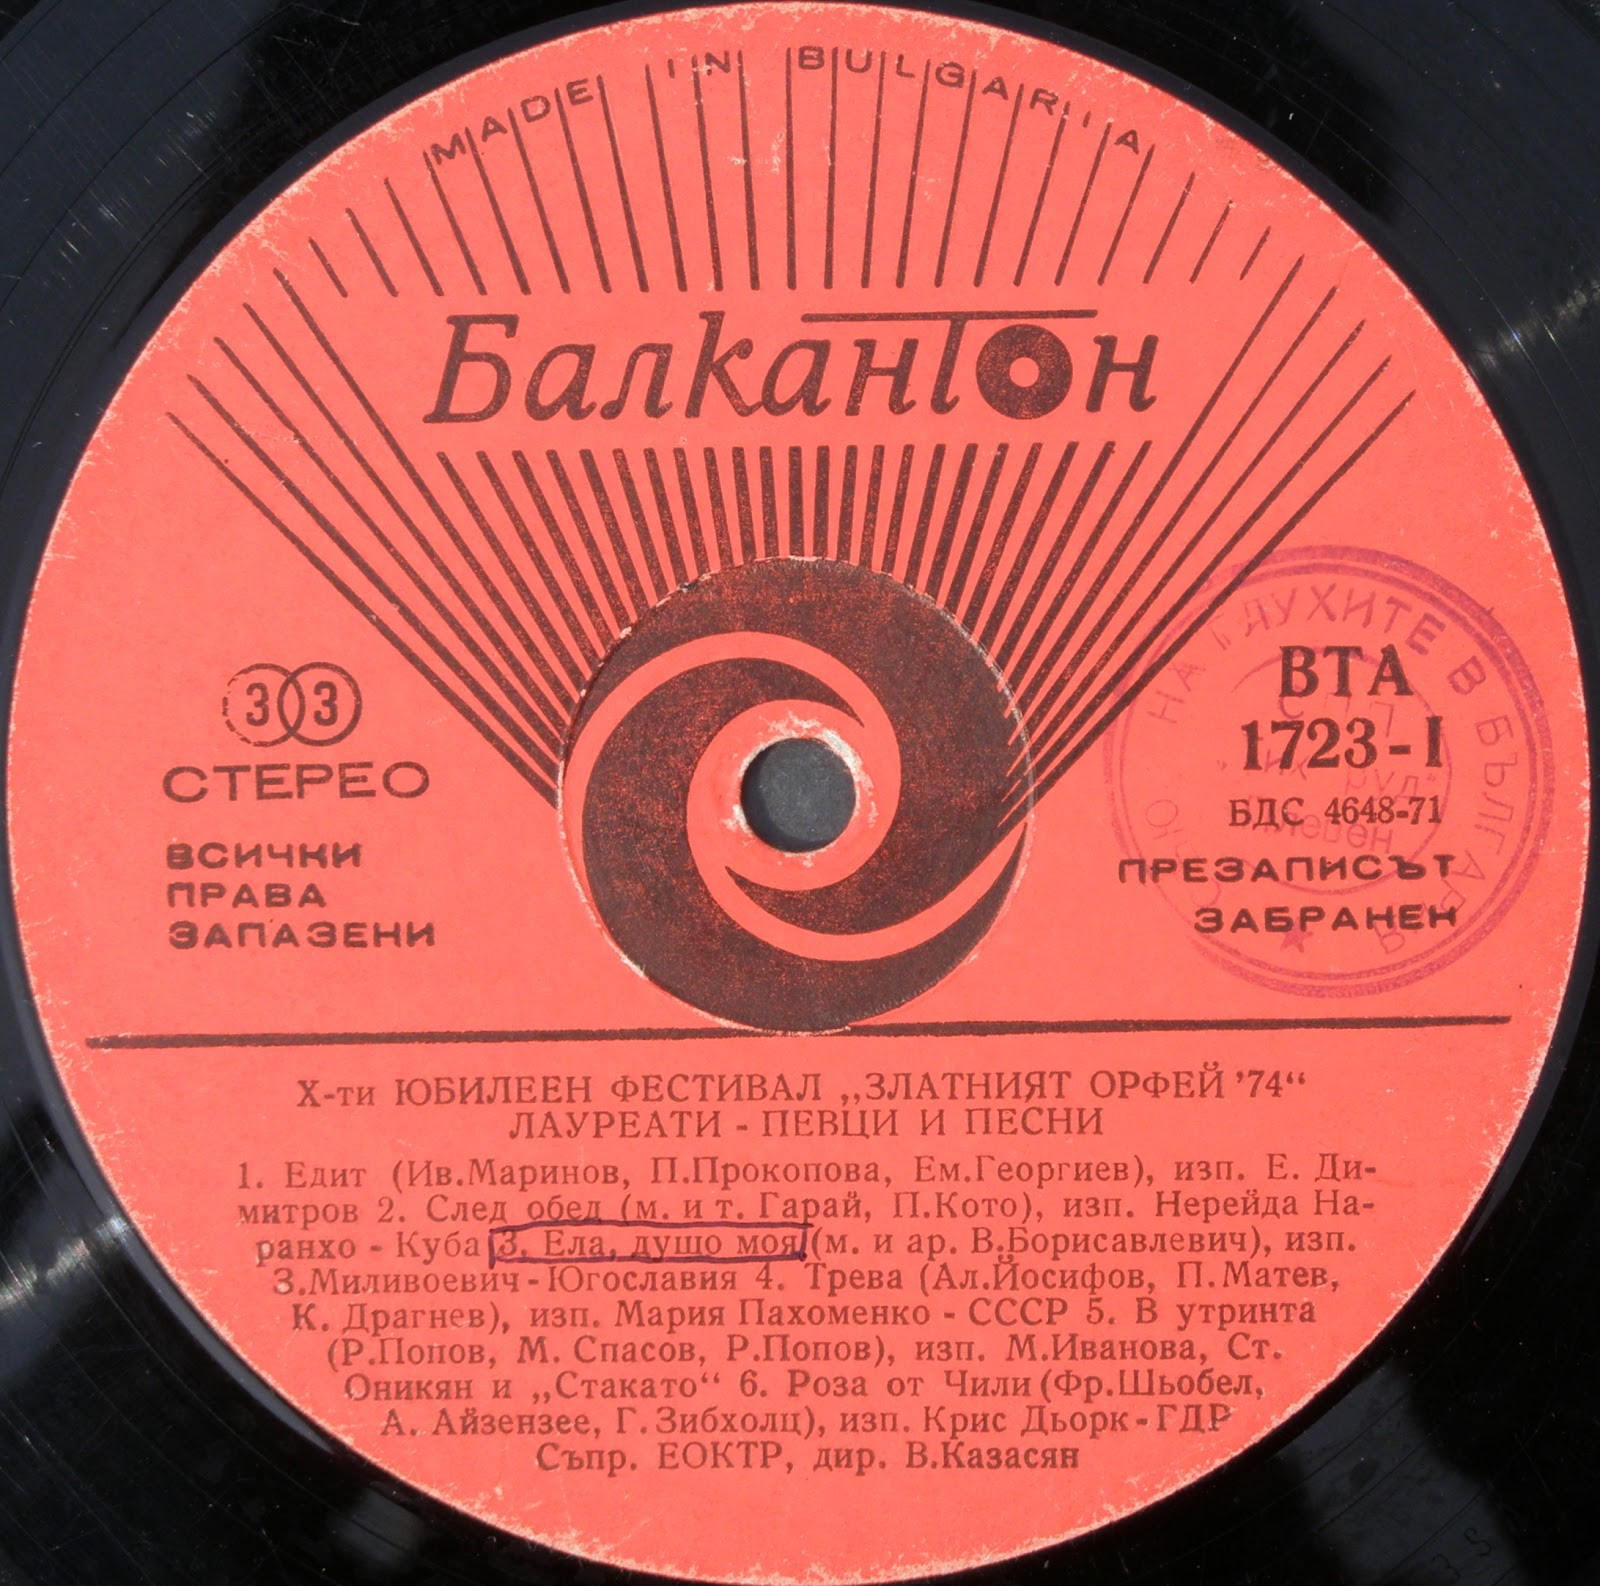 MADE IN BULGARIA
Балкантон
33
СТЕРЕО
ВСИЧКИ
ПРАВА
ЗАПАЗЕНИ
ВТА
1723-I
БДС 4648-71
ПРЕЗАПИСЪТ
ЗАБРАНЕН
НА ГЛУХИТЕ В БЪЛГАРИЯ
X-ти ЮБИЛЕЕН ФЕСТИВАЛ „ЗЛАТНИЯТ ОРФЕЙ '74“
ЛАУРЕАТИ - ПЕВЦИ И ПЕСНИ
1. Едит (Ив.Маринов, П.Прокопова, Ем.Георгиев), изп. Е. Ди-
митров 2. След обед (м. и т. Гарай, П.Кото), изп. Нерейда На-
ранхо - Куба 3. Ела, душо моя (м. и ар. В.Борисавлевич), изп.
З.Миливоевич-Югославия 4. Трева (Ал.Йосифов, П.Матев,
К. Драгнев), изп. Мария Пахоменко - СССР 5. В утринта
(Р.Попов, М. Спасов, Р.Попов), изп. М.Иванова, Ст.
Оникян и „Стакато“ 6. Роза от Чили (Фр.Шьобел,
А. Айзензее, Г.Зибхолц), изп. Крис Дьорк-ГДР
Съпр. ЕОКТР, дир. В.Казасян